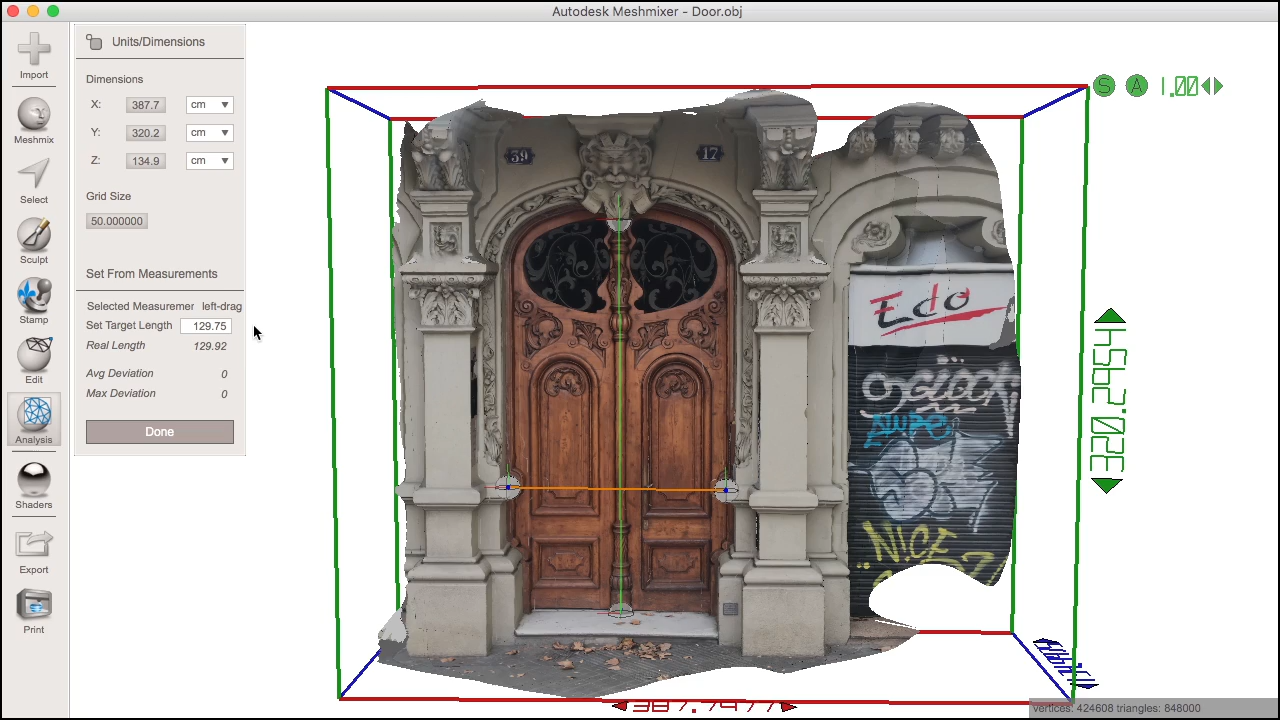 Autodesk Meshmixer - Door.obj
Import
Meshmix
Select
Sculpt
Stamp
Edit
Analysis
Shaders
Export
Print
Units/Dimensions
Dimensions
X: 387.7 cm
Y: 320.2 cm
Z: 134.9 cm
Grid Size
50.000000
Set From Measurements
Selected Measuremer left-drag
Set Target Length 129.75
Real Length 129.92
Avg Deviation 0
Max Deviation 0
Done
S A 1.00
39
17
Edo
NICE
vertices: 424608 triangles: 848000